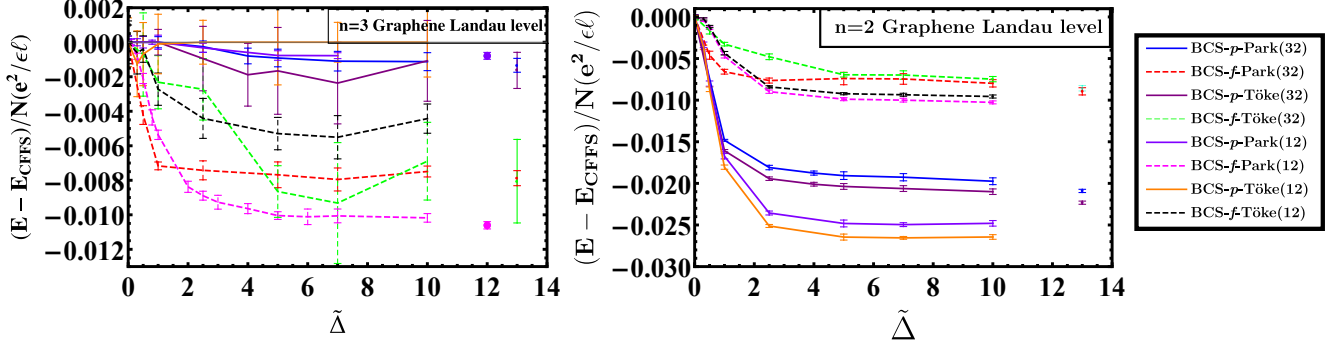 n=3 Graphene Landau level
(E − E_CFFS)/N(e²/ϵℓ)
0.002
0.000
−0.002
−0.004
−0.006
−0.008
−0.010
−0.012
0 2 4 6 8 10 12 14
Δ̃
n=2 Graphene Landau level
(E − E_CFFS)/N(e²/ϵℓ)
0.000
−0.005
−0.010
−0.015
−0.020
−0.025
−0.030
0 2 4 6 8 10 12 14
Δ̃
BCS-p-Park(32)
BCS-f-Park(32)
BCS-p-Töke(32)
BCS-f-Töke(32)
BCS-p-Park(12)
BCS-f-Park(12)
BCS-p-Töke(12)
BCS-f-Töke(12)